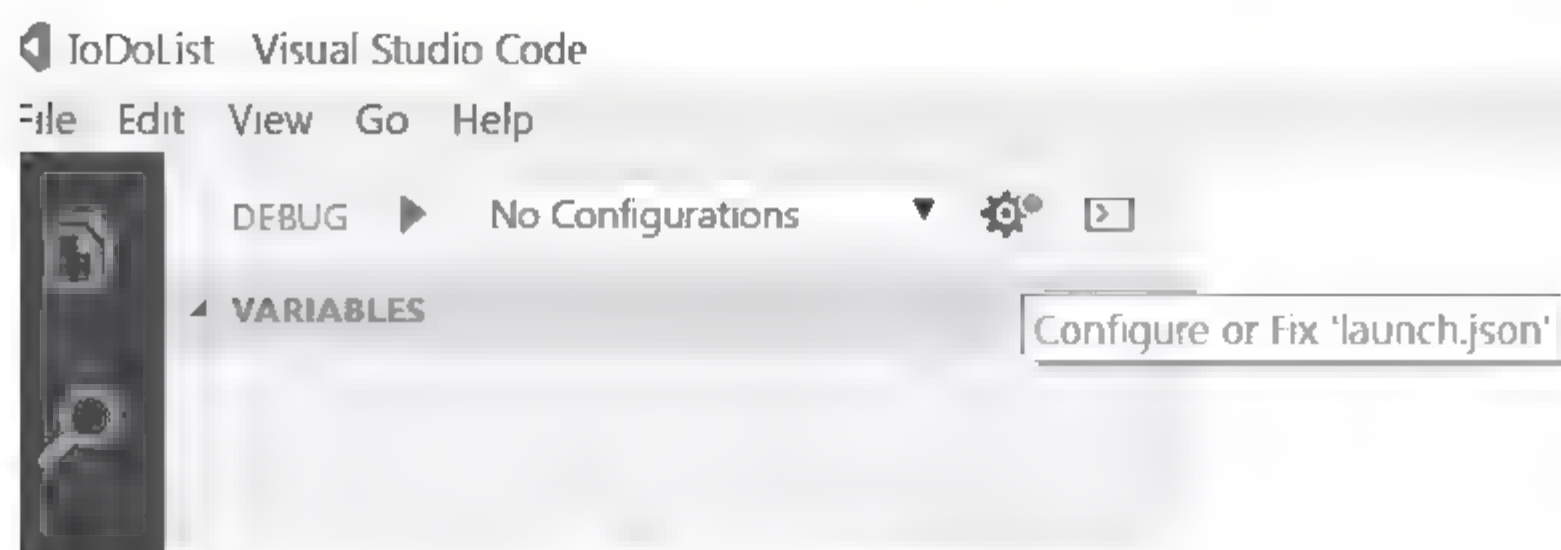 ToDoList Visual Studio Code
File Edit View Go Help
DEBUG No Configurations
VARIABLES
Configure or Fix 'launch.json'